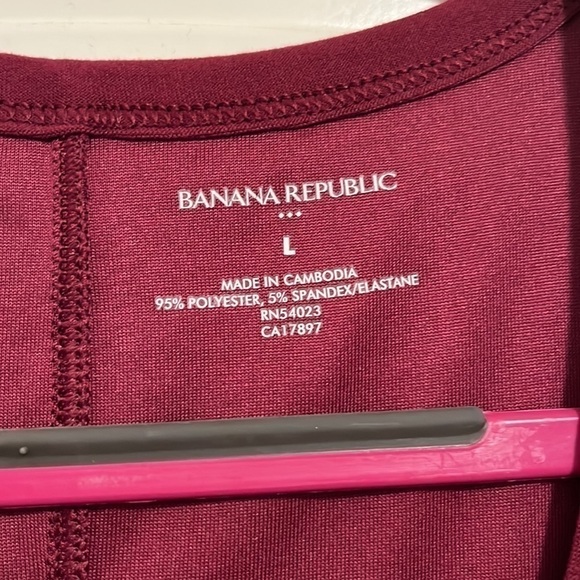 BANANA REPUBLIC
•••
L
MADE IN CAMBODIA
95% POLYESTER, 5% SPANDEX/ELASTANE
RN54023
CA17897